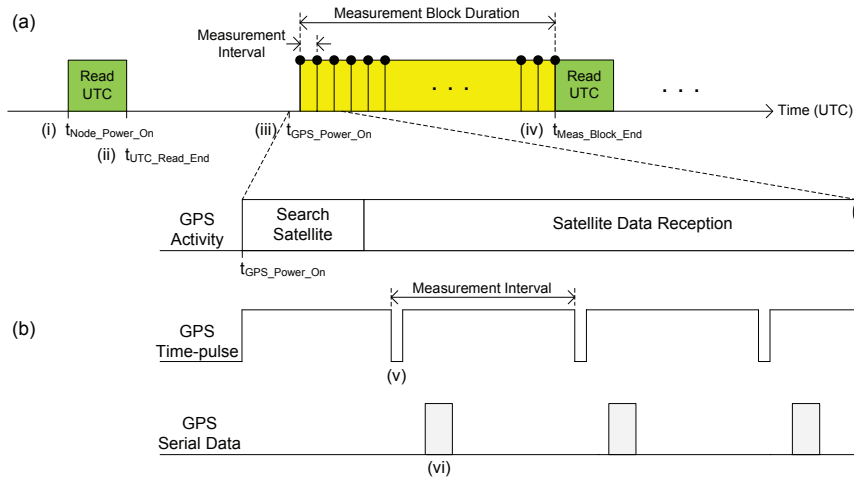 (a)
Measurement Block Duration
Measurement
Interval
Read
UTC
. . .
Read
UTC
. . .
Time (UTC)
(i) tNode_Power_On
(ii) tUTC_Read_End
(iii) tGPS_Power_On
(iv) tMeas_Block_End
GPS
Activity
Search
Satellite
Satellite Data Reception
tGPS_Power_On
Measurement Interval
(b)
GPS
Time-pulse
(v)
GPS
Serial Data
(vi)